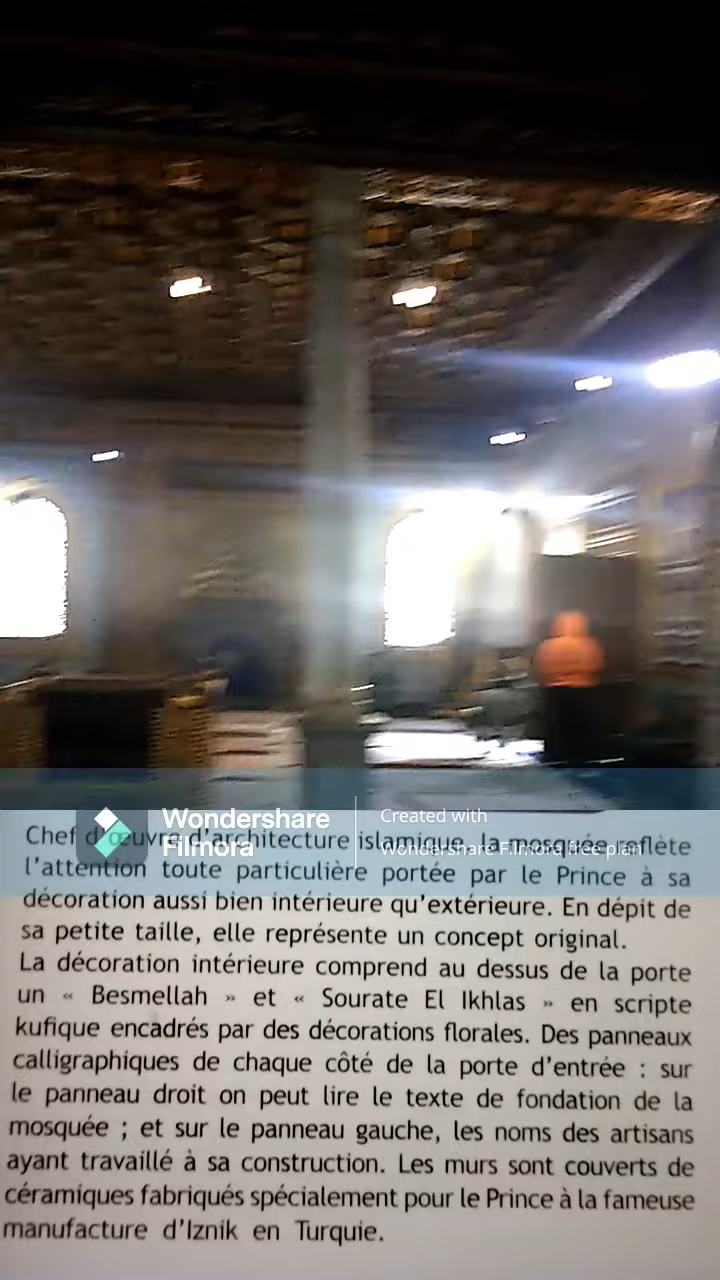 Wondershare
Filmora
Created with
Wondershare Filmora free plan
Chef d'œuvre d'architecture islamique, la mosquée reflète
l'attention toute particulière portée par le Prince à sa
décoration aussi bien intérieure qu'extérieure. En dépit de
sa petite taille, elle représente un concept original.
La décoration intérieure comprend au dessus de la porte
un « Besmellah » et « Sourate El Ikhlas » en scripte
kufique encadrés par des décorations florales. Des panneaux
calligraphiques de chaque côté de la porte d'entrée : sur
le panneau droit on peut lire le texte de fondation de la
mosquée ; et sur le panneau gauche, les noms des artisans
ayant travaillé à sa construction. Les murs sont couverts de
céramiques fabriqués spécialement pour le Prince à la fameuse
manufacture d'Iznik en Turquie.